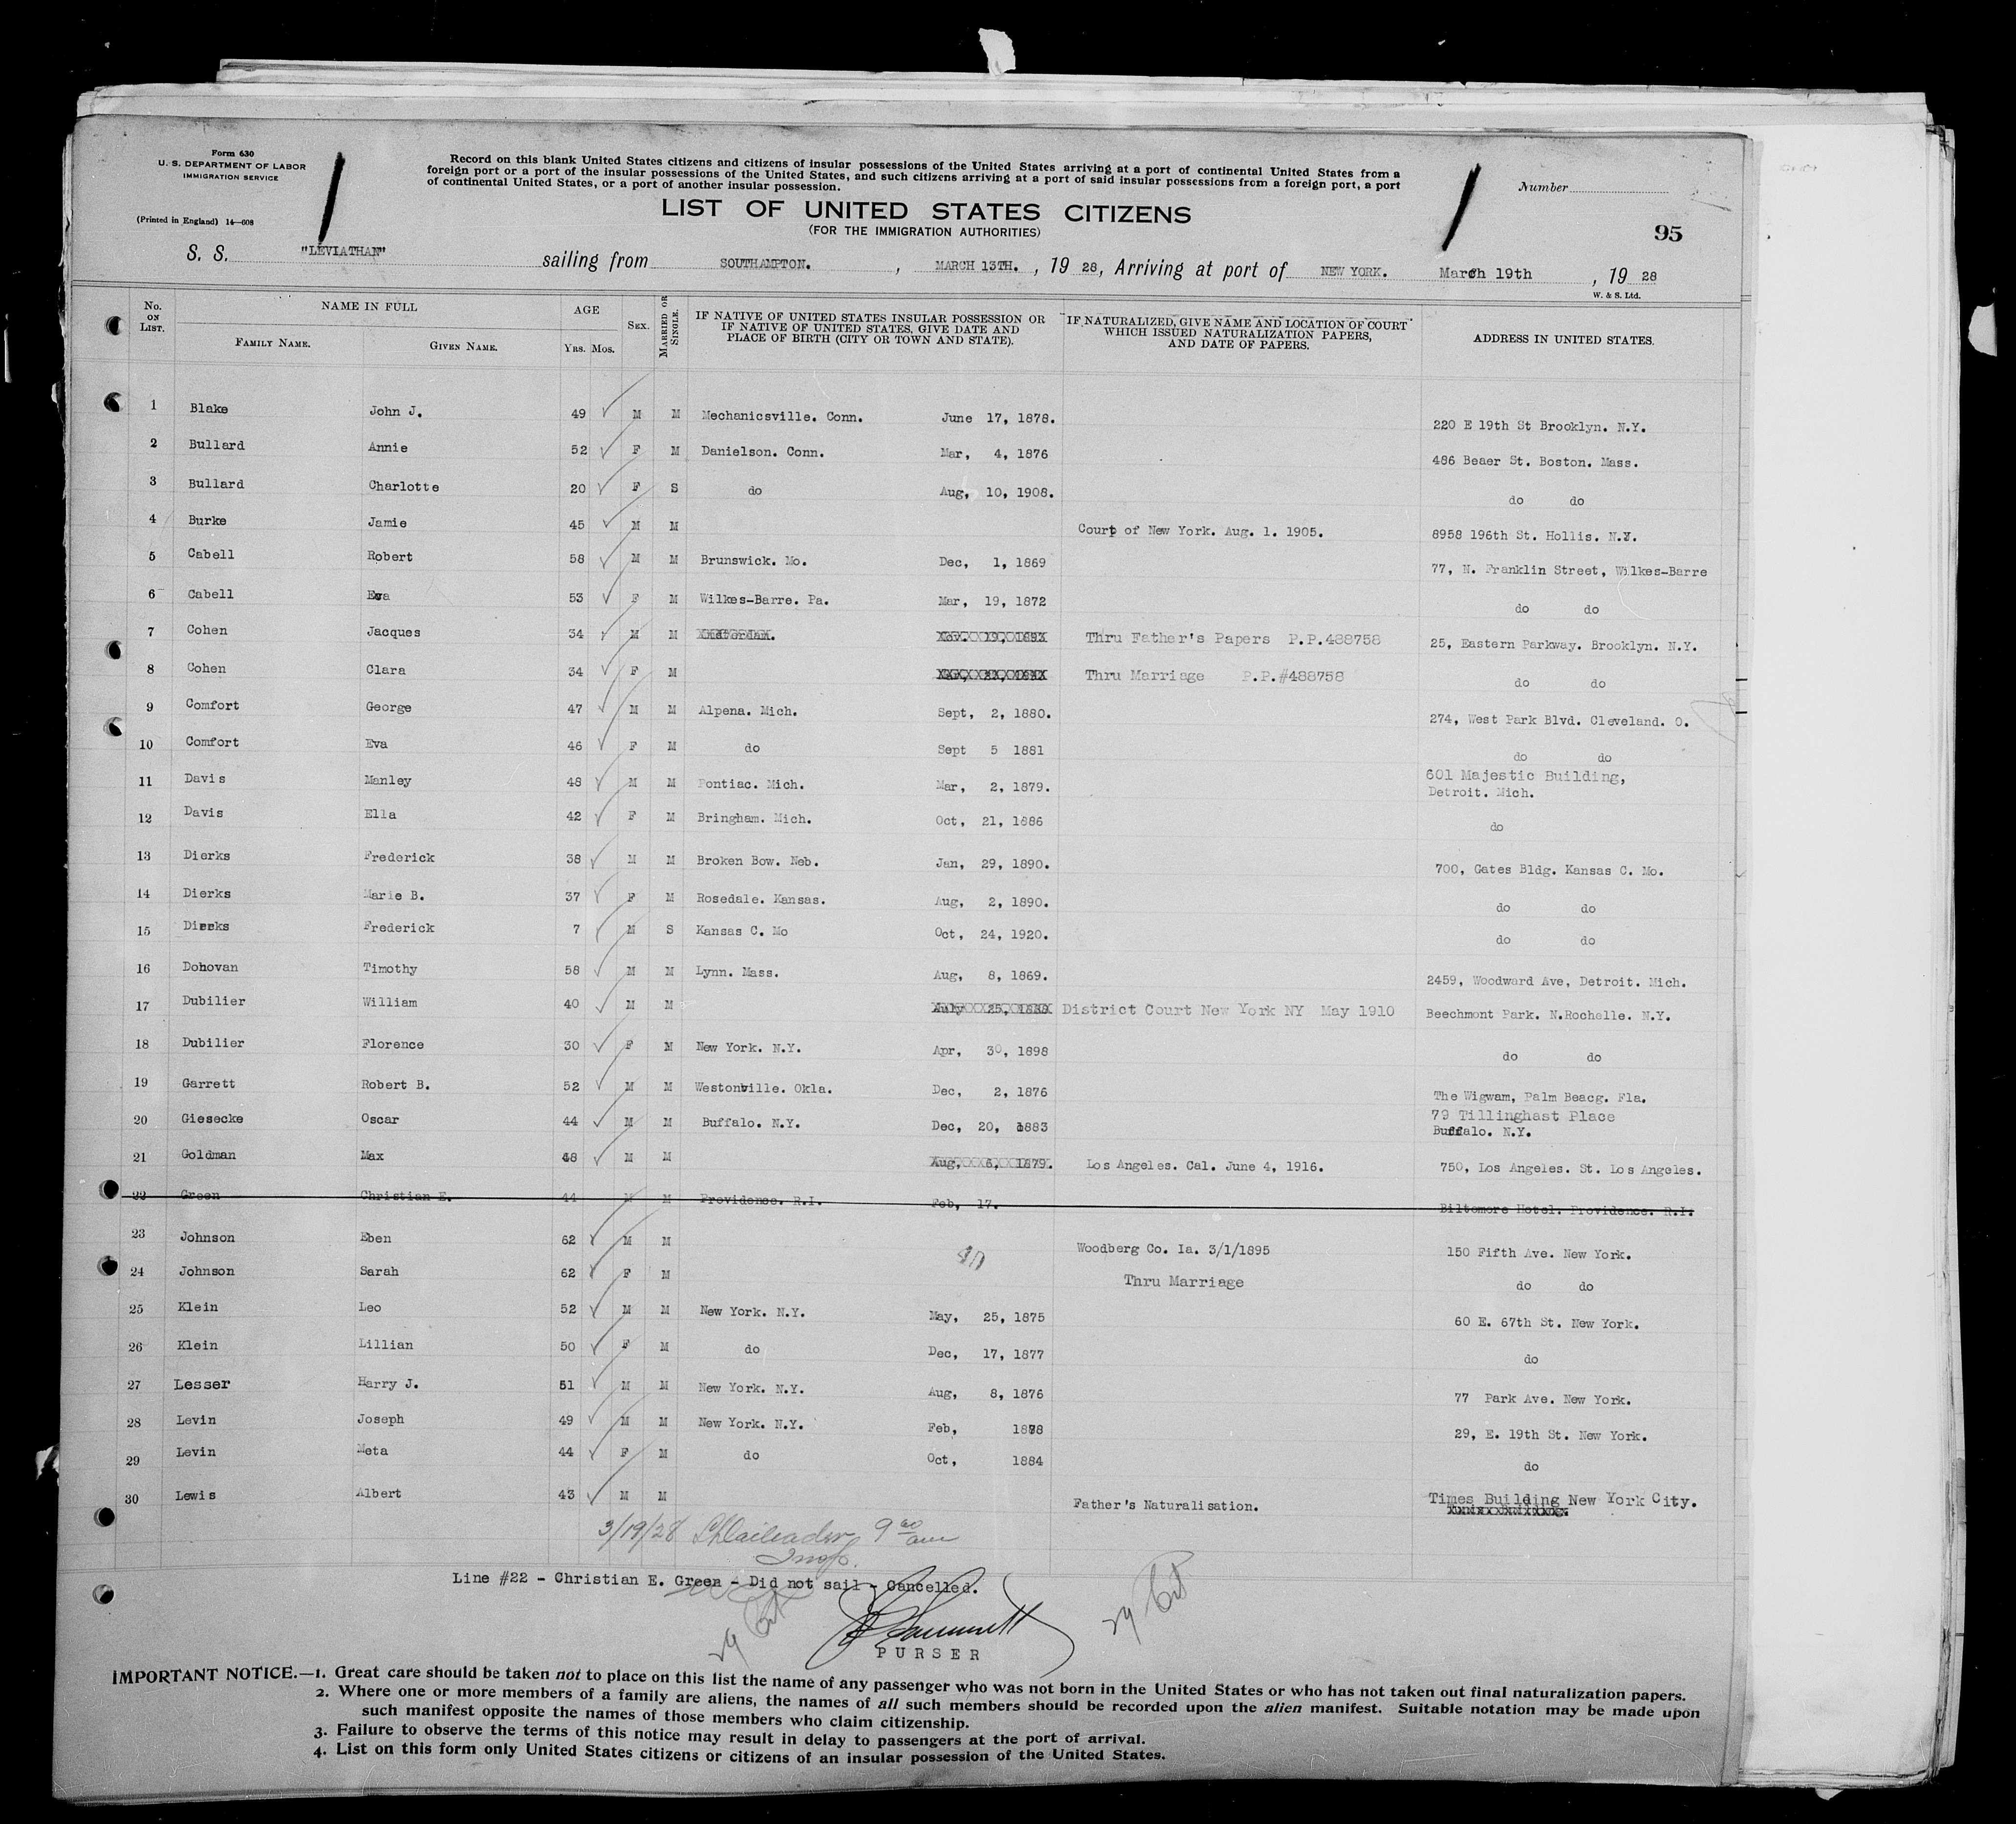 Form 630
U. S. DEPARTMENT OF LABOR
IMMIGRATION SERVICE
(Printed in England) 14—608
Record on this blank United States citizens and citizens of insular possessions of the United States arriving at a port of continental United States from a
foreign port or a port of the insular possessions of the United States, and such citizens arriving at a port of said insular possessions from a foreign port, a port
of continental United States, or a port of another insular possession.
Number
LIST OF UNITED STATES CITIZENS
(FOR THE IMMIGRATION AUTHORITIES)
95
S. S. "LEVIATHAN" sailing from SOUTHAMPTON. , MARCH 13TH. , 19 28, Arriving at port of NEW YORK. March 19th , 19 28
W. & S. Ltd.
No. ON LIST. NAME IN FULL FAMILY NAME. GIVEN NAME. AGE YRS. MOS. SEX. MARRIED OR SINGLE. IF NATIVE OF UNITED STATES INSULAR POSSESSION OR IF NATIVE OF UNITED STATES, GIVE DATE AND PLACE OF BIRTH (CITY OR TOWN AND STATE). IF NATURALIZED, GIVE NAME AND LOCATION OF COURT WHICH ISSUED NATURALIZATION PAPERS, AND DATE OF PAPERS. ADDRESS IN UNITED STATES.
1 Blake John J. 49 M M Mechanicsville. Conn. June 17, 1878. 220 E 19th St Brooklyn. N.Y.
2 Bullard Annie 52 F M Danielson. Conn. Mar, 4, 1876 486 Beaer St. Boston. Mass.
3 Bullard Charlotte 20 F S do Aug, 10, 1908. do do
4 Burke Jamie 45 M M Court of New York. Aug. 1. 1905. 8958 196th St. Hollis. N.Y.
5 Cabell Robert 58 M M Brunswick. Mo. Dec, 1, 1869 77, N. Franklin Street, Wilkes-Barre
6 Cabell Eva 53 F M Wilkes-Barre. Pa. Mar, 19, 1872 do do
7 Cohen Jacques 34 M M Nov. 19, 1893 Thru Father's Papers P.P.488758 25, Eastern Parkway. Brooklyn. N.Y.
8 Cohen Clara 34 F M Thru Marriage P.P.#488758 do do
9 Comfort George 47 M M Alpena. Mich. Sept, 2, 1880. 274, West Park Blvd. Cleveland. O.
10 Comfort Eva 46 F M do Sept 5 1881 do do
11 Davis Manley 48 M M Pontiac. Mich. Mar, 2, 1879. 601 Majestic Building, Detroit. Mich.
12 Davis Ella 42 F M Bringham. Mich. Oct, 21, 1886 do
13 Dierks Frederick 38 M M Broken Bow. Neb. Jan, 29, 1890. 700, Gates Bldg. Kansas C. Mo.
14 Dierks Marie B. 37 F M Rosedale. Kansas. Aug, 2, 1890. do do
15 Dierks Frederick 7 M S Kansas C. Mo Oct, 24, 1920. do do
16 Donovan Timothy 58 M M Lynn. Mass. Aug, 8, 1869. 2459, Woodward Ave, Detroit. Mich.
17 Dubilier William 40 M M July 25, 1888 District Court New York NY May 1910 Beechmont Park. N.Rochelle. N.Y.
18 Dubilier Florence 30 F M New York. N.Y. Apr, 30, 1898 do do
19 Garrett Robert B. 52 M M Westonville. Okla. Dec, 2, 1876 The Wigwam, Palm Beacg. Fla.
20 Giesecke Oscar 44 M M Buffalo. N.Y. Dec, 20, 1883 79 Tillinghast Place Buffalo. N.Y.
21 Goldman Max 48 M M Aug, 6, 1879. Los Angeles. Cal. June 4, 1916. 750, Los Angeles. St. Los Angeles.
22 Green Christian E. 44 M M Providence. R.I. Feb, 17. Biltomore Hotel. Providence. R.I.
23 Johnson Eben 62 M M Woodberg Co. Ia. 3/1/1895 150 Fifth Ave. New York.
24 Johnson Sarah 62 F M Thru Marriage do do
25 Klein Leo 52 M M New York. N.Y. May, 25, 1875 60 E. 67th St. New York.
26 Klein Lillian 50 F M do Dec, 17, 1877 do
27 Lesser Harry J. 51 M M New York. N.Y. Aug, 8, 1876 77 Park Ave. New York.
28 Levin Joseph 49 M M New York. N.Y. Feb, 1878 29, E. 19th St. New York.
29 Levin Meta 44 F M do Oct, 1884 do
30 Lewis Albert 43 M M Father's Naturalisation. Times Building New York City.
3/19/28 9 00 am
Insp.
Line #22 - Christian E. Green - Did not sail - Cancelled.
29 Cit 29 Cit
PURSER
IMPORTANT NOTICE.—1. Great care should be taken not to place on this list the name of any passenger who was not born in the United States or who has not taken out final naturalization papers.
2. Where one or more members of a family are aliens, the names of all such members should be recorded upon the alien manifest. Suitable notation may be made upon
such manifest opposite the names of those members who claim citizenship.
3. Failure to observe the terms of this notice may result in delay to passengers at the port of arrival.
4. List on this form only United States citizens or citizens of an insular possession of the United States.